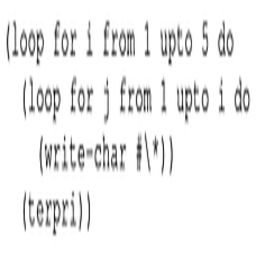 (loop for i from 1 upto 5 do
  (loop for j from 1 upto i do
    (write-char #\*))
  (terpri))